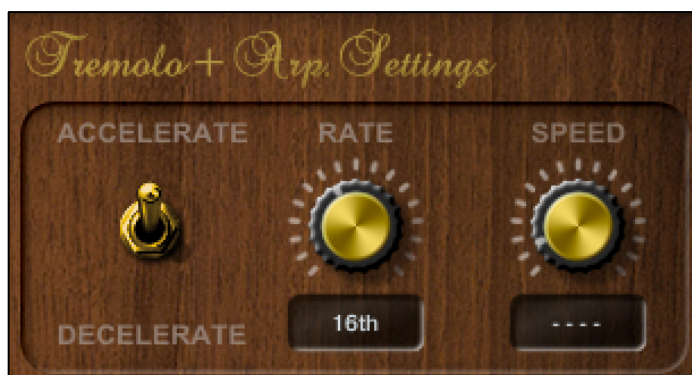 Tremolo + Arp. Settings
ACCELERATE RATE SPEED
16th - - - -
DECELERATE